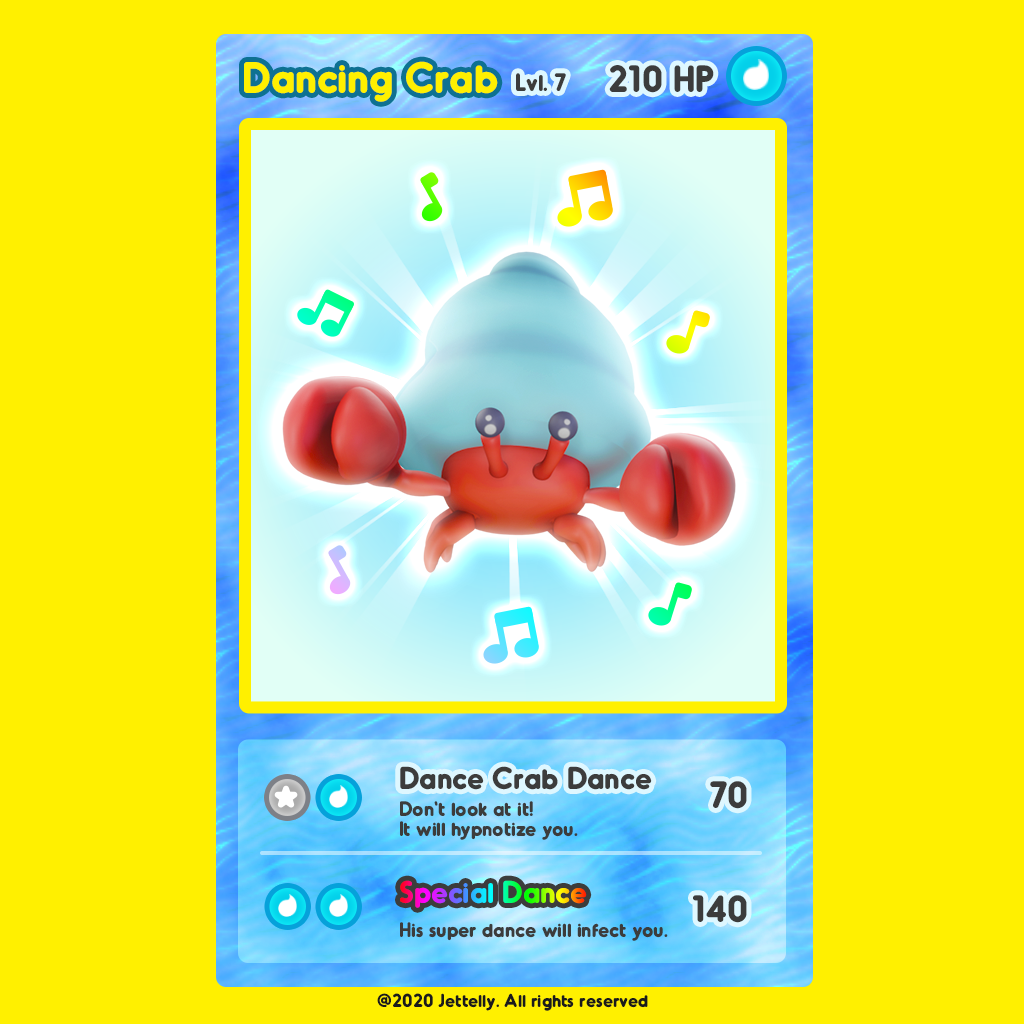 Dancing Crab Lvl. 7 210 HP
Dance Crab Dance 70
Don't look at it!
It will hypnotize you.
Special Dance 140
His super dance will infect you.
@2020 Jettelly. All rights reserved